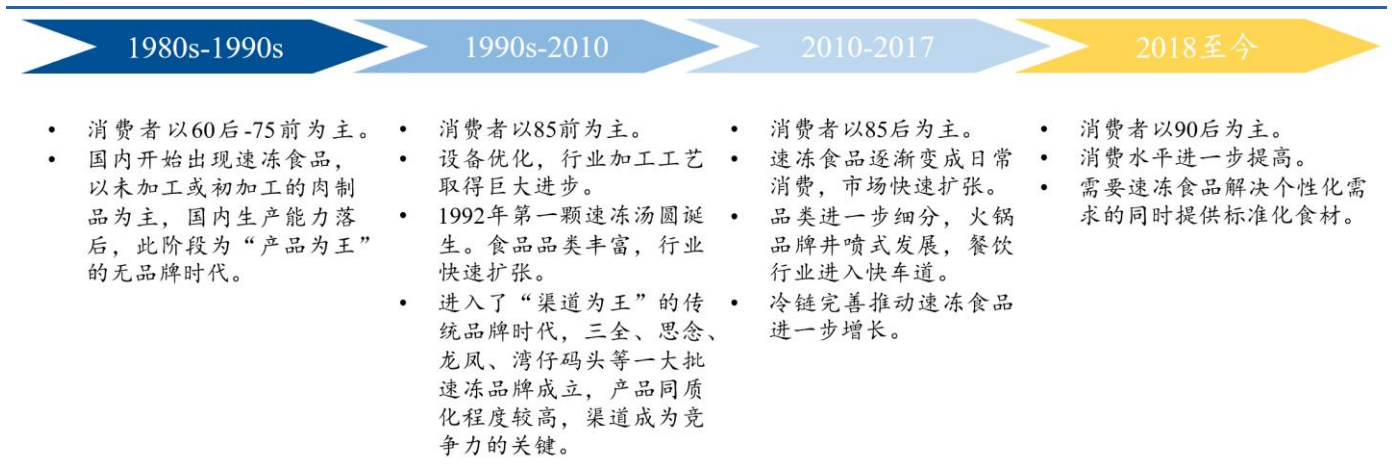 1980s-1990s
1990s-2010
2010-2017
2018至今
• 消费者以60后-75前为主。
• 国内开始出现速冻食品，
以未加工或初加工的肉制
品为主，国内生产能力落
后，此阶段为“产品为王”
的无品牌时代。
• 消费者以85前为主。
• 设备优化，行业加工工艺
取得巨大进步。
• 1992年第一颗速冻汤圆诞
生。食品品类丰富，行业
快速扩张。
• 进入了“渠道为王”的传
统品牌时代，三全、思念、
龙凤、湾仔码头等一大批
速冻品牌成立，产品同质
化程度较高，渠道成为竞
争力的关键。
• 消费者以85后为主。
• 速冻食品逐渐变成日常
消费，市场快速扩张。
• 品类进一步细分，火锅
品牌井喷式发展，餐饮
行业进入快车道。
• 冷链完善推动速冻食品
进一步增长。
• 消费者以90后为主。
• 消费水平进一步提高。
• 需要速冻食品解决个性化需
求的同时提供标准化食材。